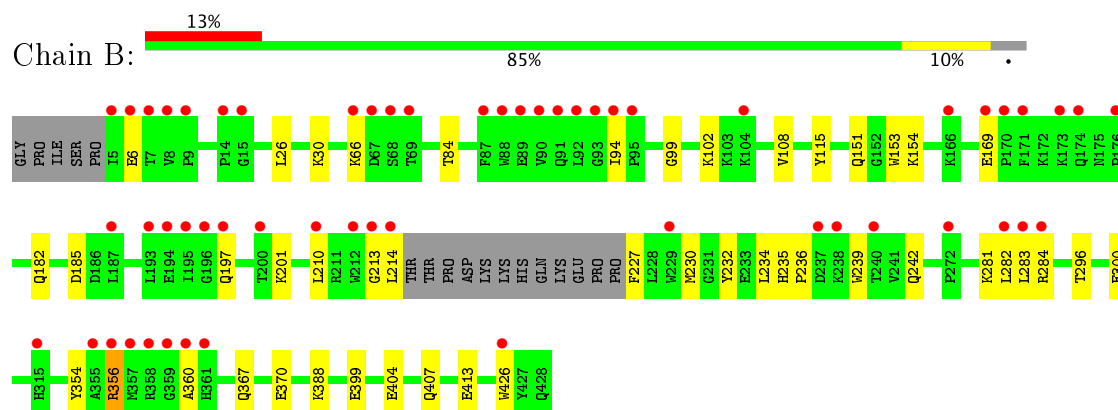 13%
Chain B:
85%
10%
•
GLY PRO ILE SER PRO I5 E6 T7 V8 P9 P14 G15 L26 K30 K66 D67 S68 T69 T84 F87 W88 E89 V90 Q91 L92 G93 I94 P95 G99 K102 K103 K104 V108 Y115 Q151 G152 W153 K154 K166 E169 P170 F171 K172 K173 Q174 N175 P176
Q182 D185 D186 L187 L193 E194 I195 G196 Q197 T200 K201 L210 R211 W212 G213 L214 THR THR PRO ASP LYS LYS HIS GLN LYS GLU PRO PRO F227 L228 W229 M230 G231 Y232 E233 L234 H235 P236 D237 K238 W239 T240 V241 Q242 P272 K281 L282 L283 R284 T296 E300
H315 Y354 A355 R356 M357 R358 G359 A360 H361 Q367 E370 K388 E399 E404 Q407 E413 W426 Y427 Q428